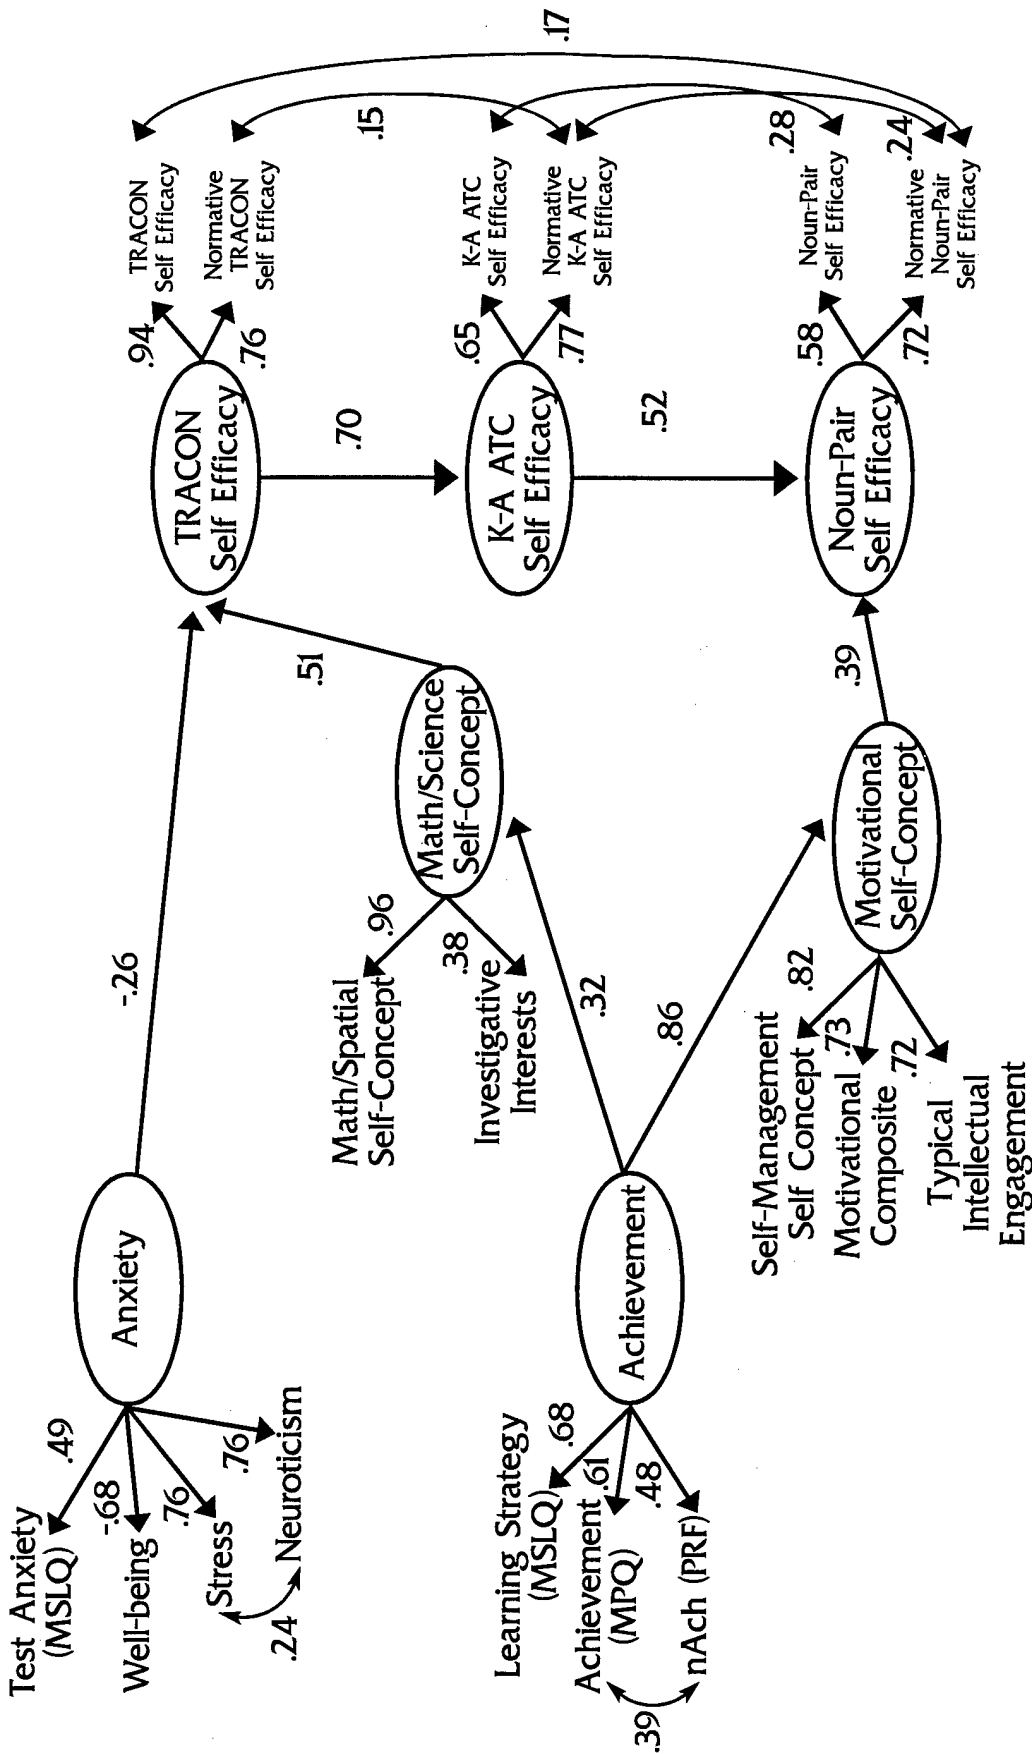 Test Anxiety
(MSLQ)
.49
Well-being
-.68
Stress
.76
Neuroticism
.76
.24
Anxiety
-.26
Learning Strategy
(MSLQ)
.68
Achievement
(MPQ)
.61
nAch (PRF)
.48
.39
Achievement
.32
.86
Math/Spatial
Self-Concept
.96
Investigative
Interests
.38
Math/Science
Self-Concept
.51
Self-Management
Self Concept
.82
Motivational
Composite
.73
Typical
Intellectual
Engagement
.72
Motivational
Self-Concept
.39
TRACON
Self Efficacy
.70
K-A ATC
Self Efficacy
.52
Noun-Pair
Self Efficacy
.94
TRACON
Self Efficacy
.76
Normative
TRACON
Self Efficacy
.65
K-A ATC
Self Efficacy
.77
Normative
K-A ATC
Self Efficacy
.58
Noun-Pair
Self Efficacy
.72
Normative
Noun-Pair
Self Efficacy
.15
.28
.24
.17